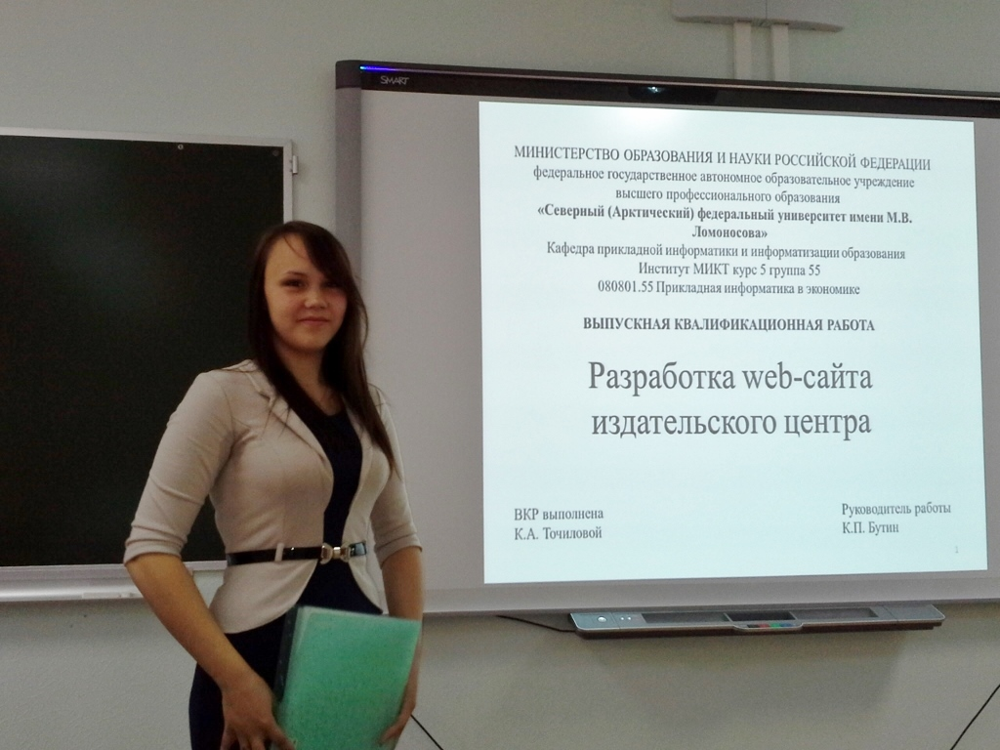 SMART
МИНИСТЕРСТВО ОБРАЗОВАНИЯ И НАУКИ РОССИЙСКОЙ ФЕДЕРАЦИИ
федеральное государственное автономное образовательное учреждение
высшего профессионального образования
«Северный (Арктический) федеральный университет имени М.В.
Ломоносова»
Кафедра прикладной информатики и информатизации образования
Институт МИКТ курс 5 группа 55
080801.55 Прикладная информатика в экономике
ВЫПУСКНАЯ КВАЛИФИКАЦИОННАЯ РАБОТА
Разработка web-сайта
издательского центра
ВКР выполнена
К.А. Точиловой
Руководитель работы
К.П. Бутин